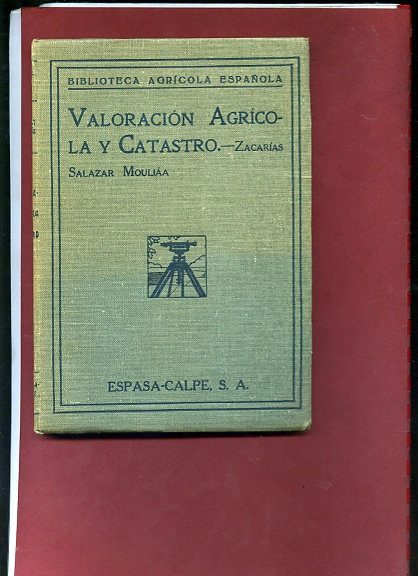 BIBLIOTECA AGRÍCOLA ESPAÑOLA
VALORACIÓN AGRÍCO-
LA Y CATASTRO.—ZACARÍAS
SALAZAR MOULIÁA
ESPASA-CALPE, S. A.